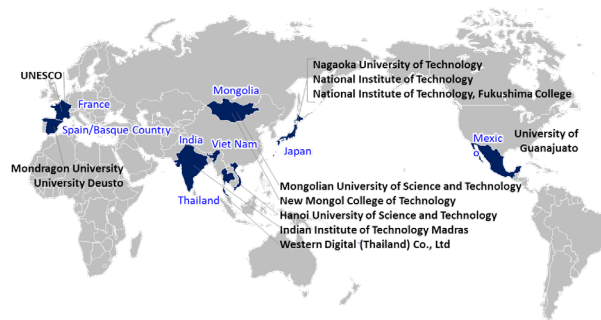 Nagaoka University of Technology
National Institute of Technology
National Institute of Technology, Fukushima College
UNESCO
Mongolia
France
Mexic
o
University of
Guanajuato
Spain/Basque Country
India
Viet Nam
Japan
Mondragon University
University Deusto
Thailand
Mongolian University of Science and Technology
New Mongol College of Technology
Hanoi University of Science and Technology
Indian Institute of Technology Madras
Western Digital (Thailand) Co., Ltd